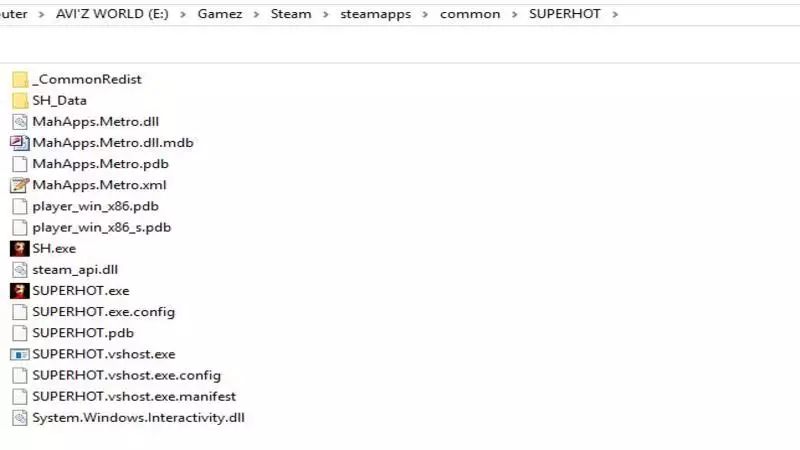 uter > AVI'Z WORLD (E:) > Gamez > Steam > steamapps > common > SUPERHOT >
_CommonRedist
SH_Data
MahApps.Metro.dll
MahApps.Metro.dll.mdb
MahApps.Metro.pdb
MahApps.Metro.xml
player_win_x86.pdb
player_win_x86_s.pdb
SH.exe
steam_api.dll
SUPERHOT.exe
SUPERHOT.exe.config
SUPERHOT.pdb
SUPERHOT.vshost.exe
SUPERHOT.vshost.exe.config
SUPERHOT.vshost.exe.manifest
System.Windows.Interactivity.dll